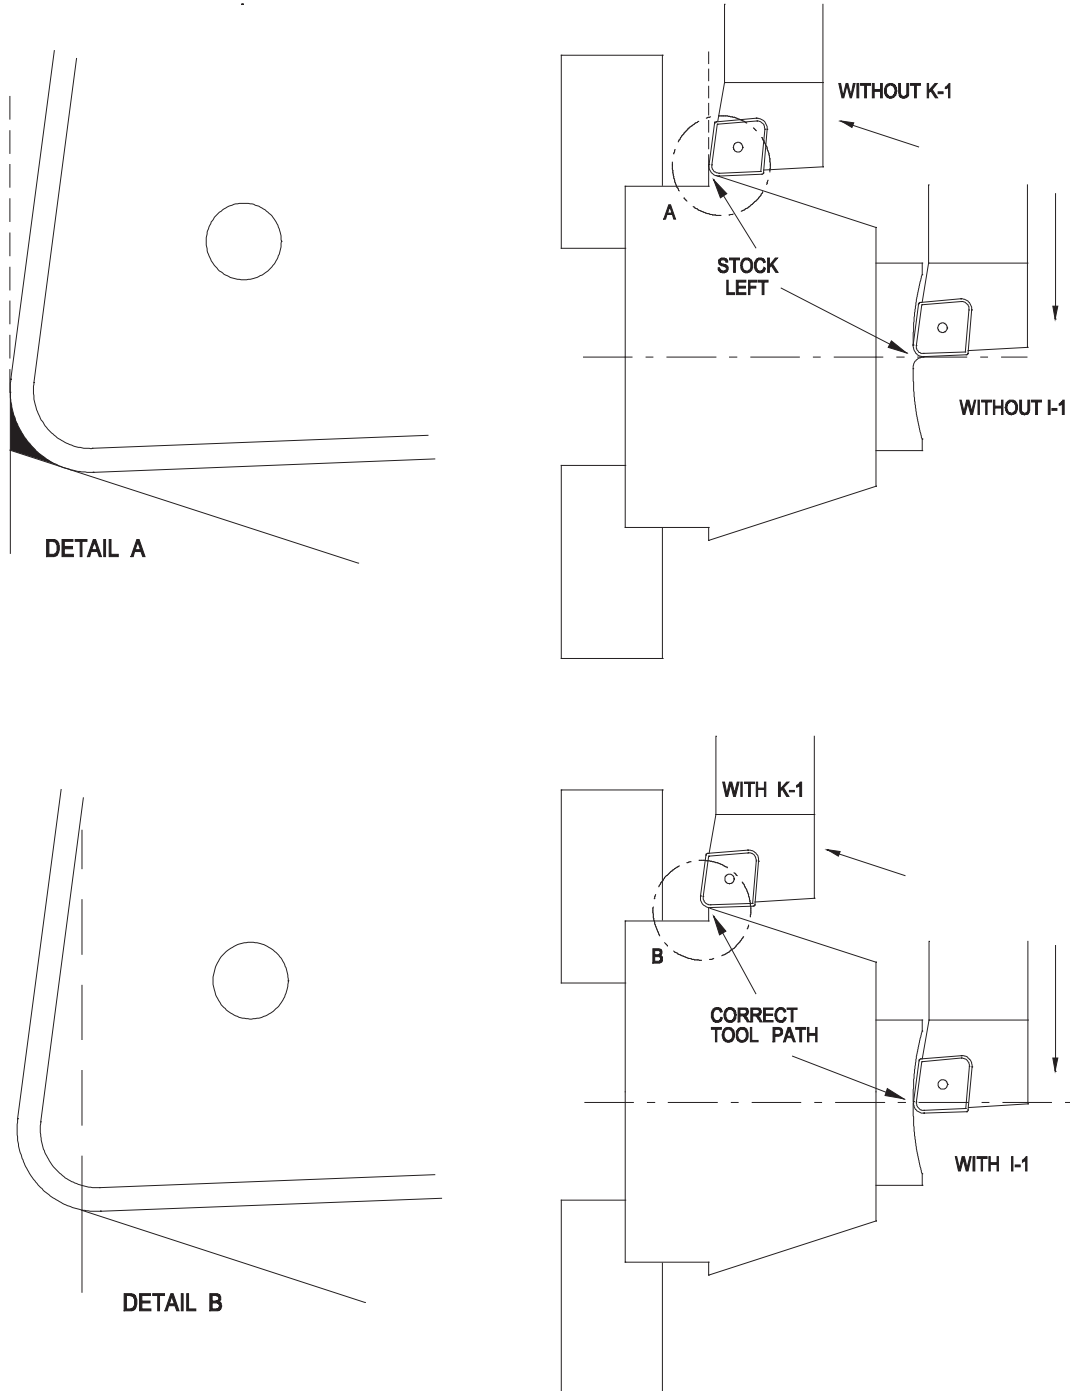 WITHOUT K-1
A
STOCK
LEFT
WITHOUT I-1
DETAIL A
WITH K-1
B
CORRECT
TOOL PATH
WITH I-1
DETAIL B